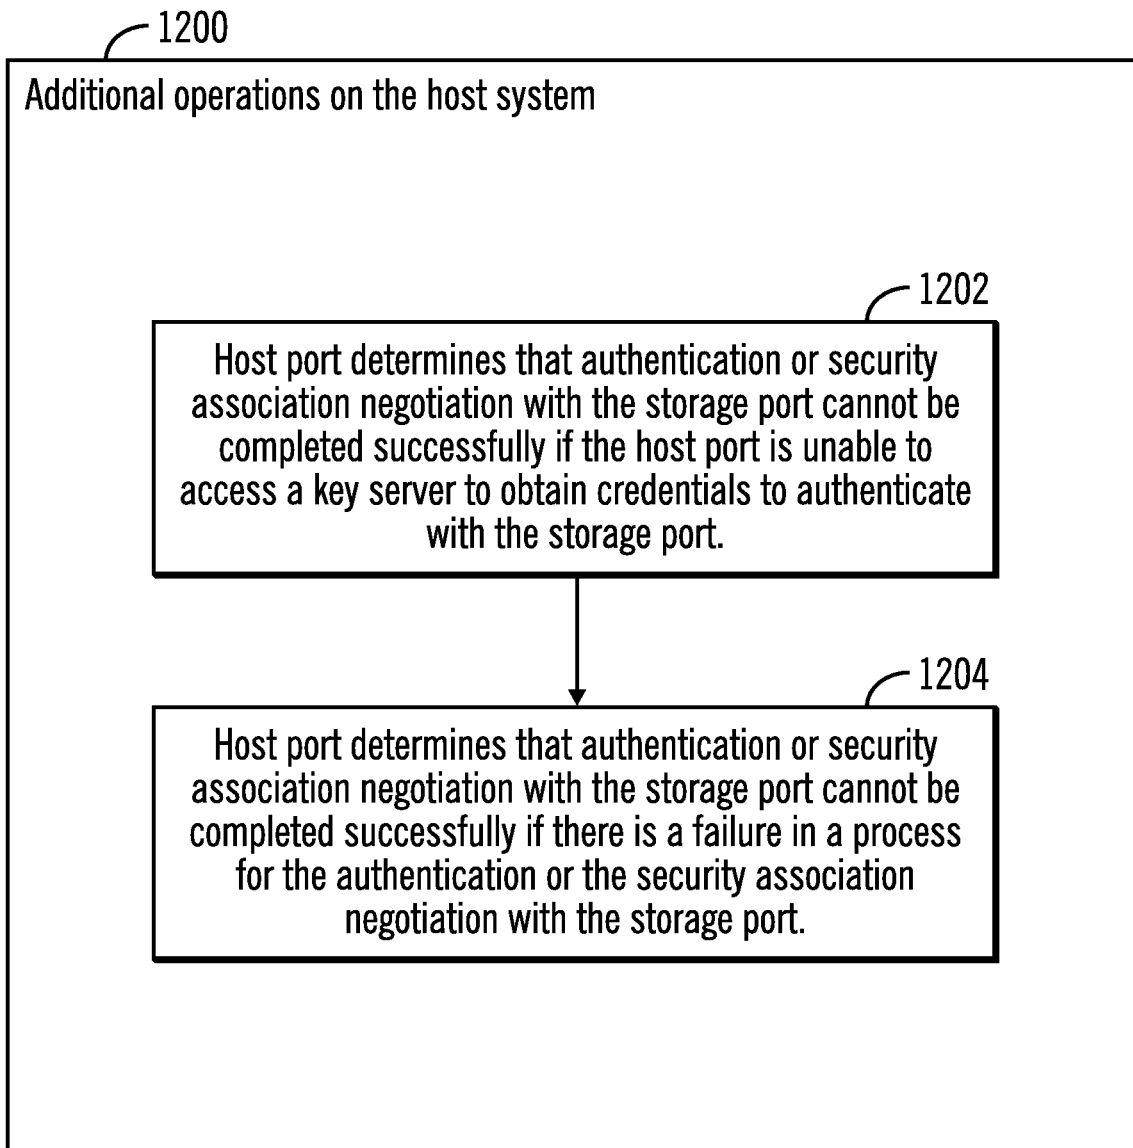 1200
Additional operations on the host system
1202
Host port determines that authentication or security
association negotiation with the storage port cannot be
completed successfully if the host port is unable to
access a key server to obtain credentials to authenticate
with the storage port.
1204
Host port determines that authentication or security
association negotiation with the storage port cannot be
completed successfully if there is a failure in a process
for the authentication or the security association
negotiation with the storage port.